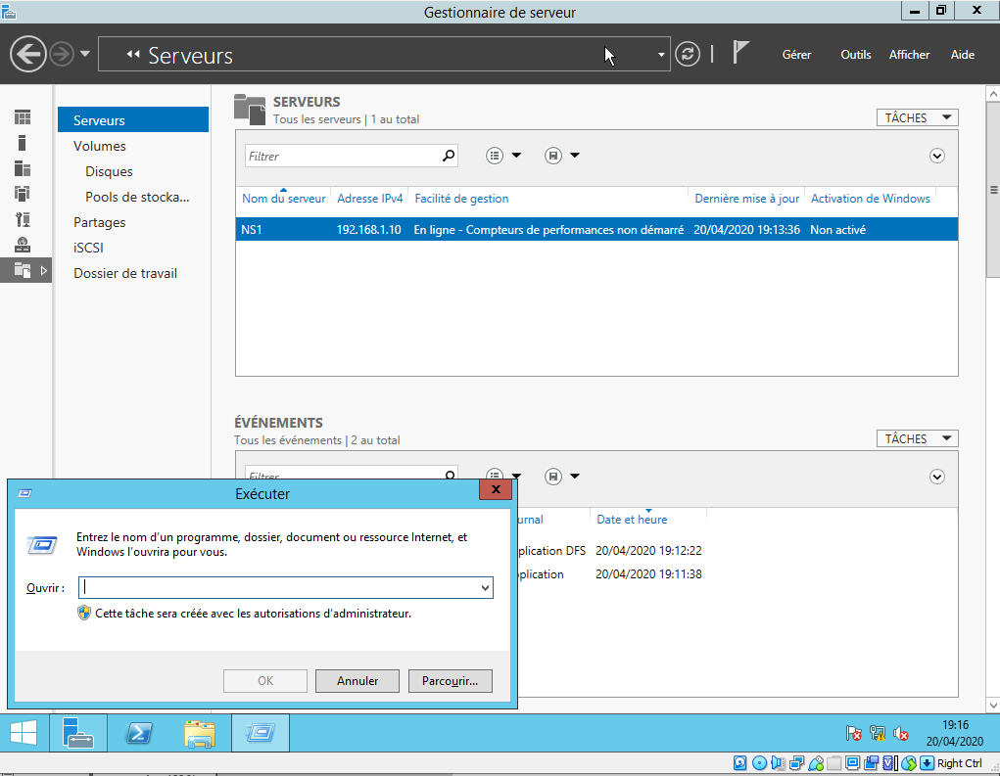 Gestionnaire de serveur
Serveurs
Gérer
Outils
Afficher
Aide
Serveurs
Volumes
Disques
Pools de stocka...
Partages
iSCSI
Dossier de travail
SERVEURS
Tous les serveurs | 1 au total
TÂCHES
Filtrer
Nom du serveur Adresse IPv4 Facilité de gestion Dernière mise à jour Activation de Windows
NS1 192.168.1.10 En ligne - Compteurs de performances non démarré 20/04/2020 19:13:36 Non activé
ÉVÉNEMENTS
Tous les événements | 2 au total
TÂCHES
Filtrer
urnal Date et heure
plication DFS 20/04/2020 19:12:22
plication 20/04/2020 19:11:38
Exécuter
Entrez le nom d'un programme, dossier, document ou ressource Internet, et
Windows l'ouvrira pour vous.
Ouvrir :
Cette tâche sera créée avec les autorisations d'administrateur.
OK
Annuler
Parcourir...
19:16
20/04/2020
Right Ctrl